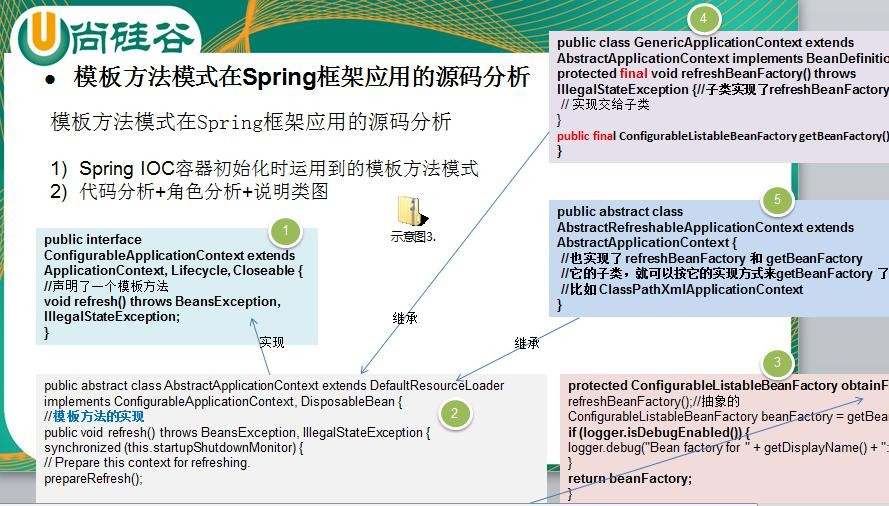 尚硅谷
● 模板方法模式在Spring框架应用的源码分析
模板方法模式在Spring框架应用的源码分析
1) Spring IOC容器初始化时运用到的模板方法模式
2) 代码分析+角色分析+说明类图
示意图3.
1
public interface
ConfigurableApplicationContext extends
ApplicationContext, Lifecycle, Closeable {
//声明了一个模板方法
void refresh() throws BeansException,
IllegalStateException;
}
实现
继承
继承
2
public abstract class AbstractApplicationContext extends DefaultResourceLoader
implements ConfigurableApplicationContext, DisposableBean {
//模板方法的实现
public void refresh() throws BeansException, IllegalStateException {
synchronized (this.startupShutdownMonitor) {
// Prepare this context for refreshing.
prepareRefresh();
4
public class GenericApplicationContext extends
AbstractApplicationContext implements BeanDefinitio
protected final void refreshBeanFactory() throws
IllegalStateException {//子类实现了refreshBeanFactory
// 实现交给子类
}
public final ConfigurableListableBeanFactory getBeanFactory()
}
5
public abstract class
AbstractRefreshableApplicationContext extends
AbstractApplicationContext {
//也实现了 refreshBeanFactory 和 getBeanFactory
//它的子类，就可以按它的实现方式来getBeanFactory 了
//比如 ClassPathXmlApplicationContext
}
3
protected ConfigurableListableBeanFactory obtainF
refreshBeanFactory();//抽象的
ConfigurableListableBeanFactory beanFactory = getBea
if (logger.isDebugEnabled()) {
logger.debug("Bean factory for " + getDisplayName() + ":
}
return beanFactory;
}